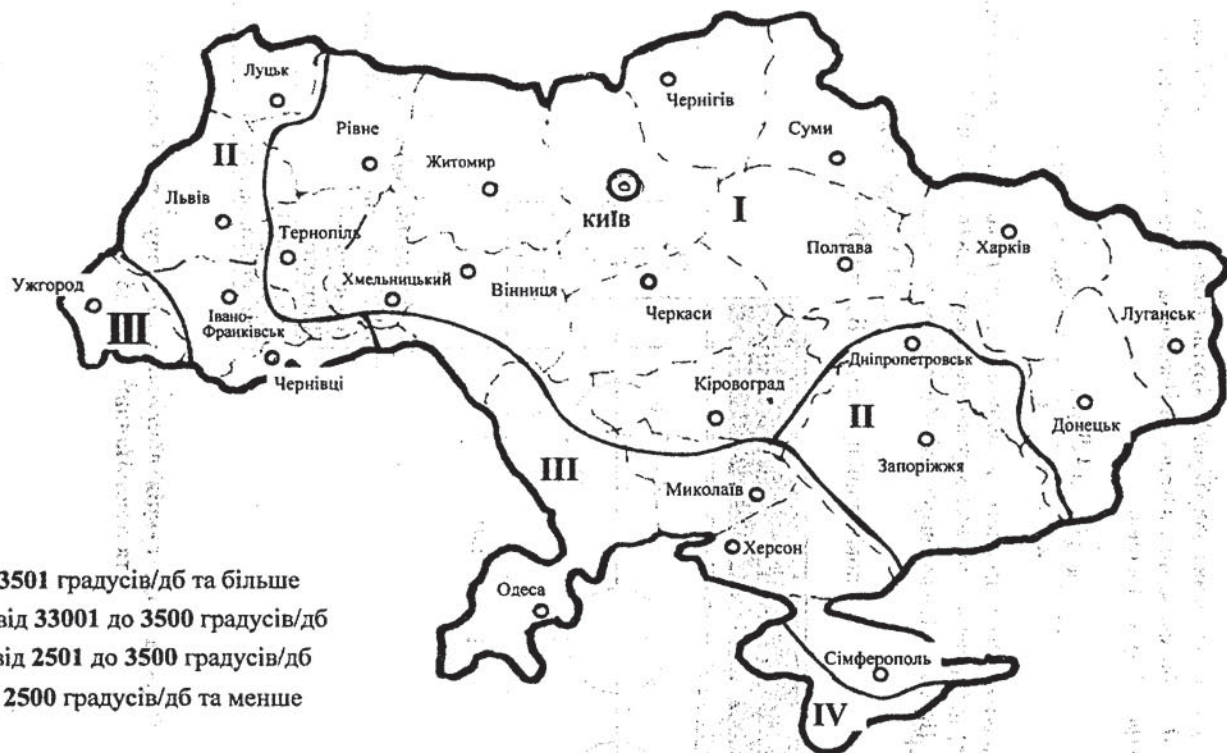 Луцьк
Чернігів
Рівне
Суми
II
Житомир
Львів
КИЇВ
I
Тернопіль
Полтава
Харків
Ужгород
Хмельницький
Вінниця
III
Івано-
Франківськ
Черкаси
Луганськ
Чернівці
Дніпропетровськ
Кіровоград
II
Донецьк
III
Запоріжжя
Миколаїв
Херсон
3501 градусів/дб та більше
Одеса
від 33001 до 3500 градусів/дб
від 2501 до 3500 градусів/дб
Сімферополь
2500 градусів/дб та менше
IV